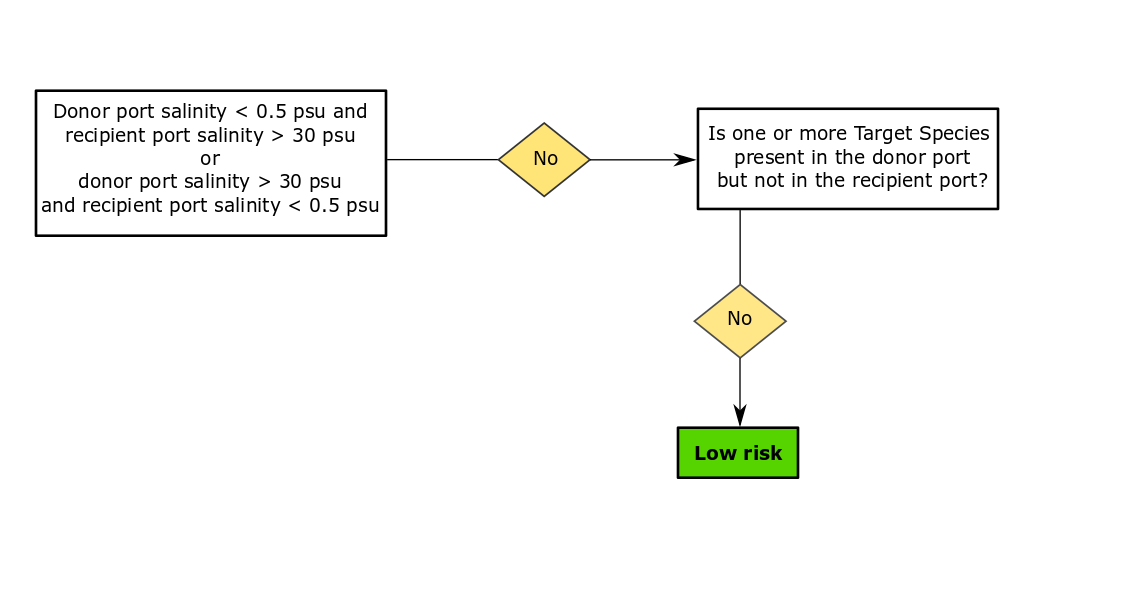 Donor port salinity < 0.5 psu and
recipient port salinity > 30 psu
or
donor port salinity > 30 psu
and recipient port salinity < 0.5 psu
No
Is one or more Target Species
present in the donor port
but not in the recipient port?
No
Low risk